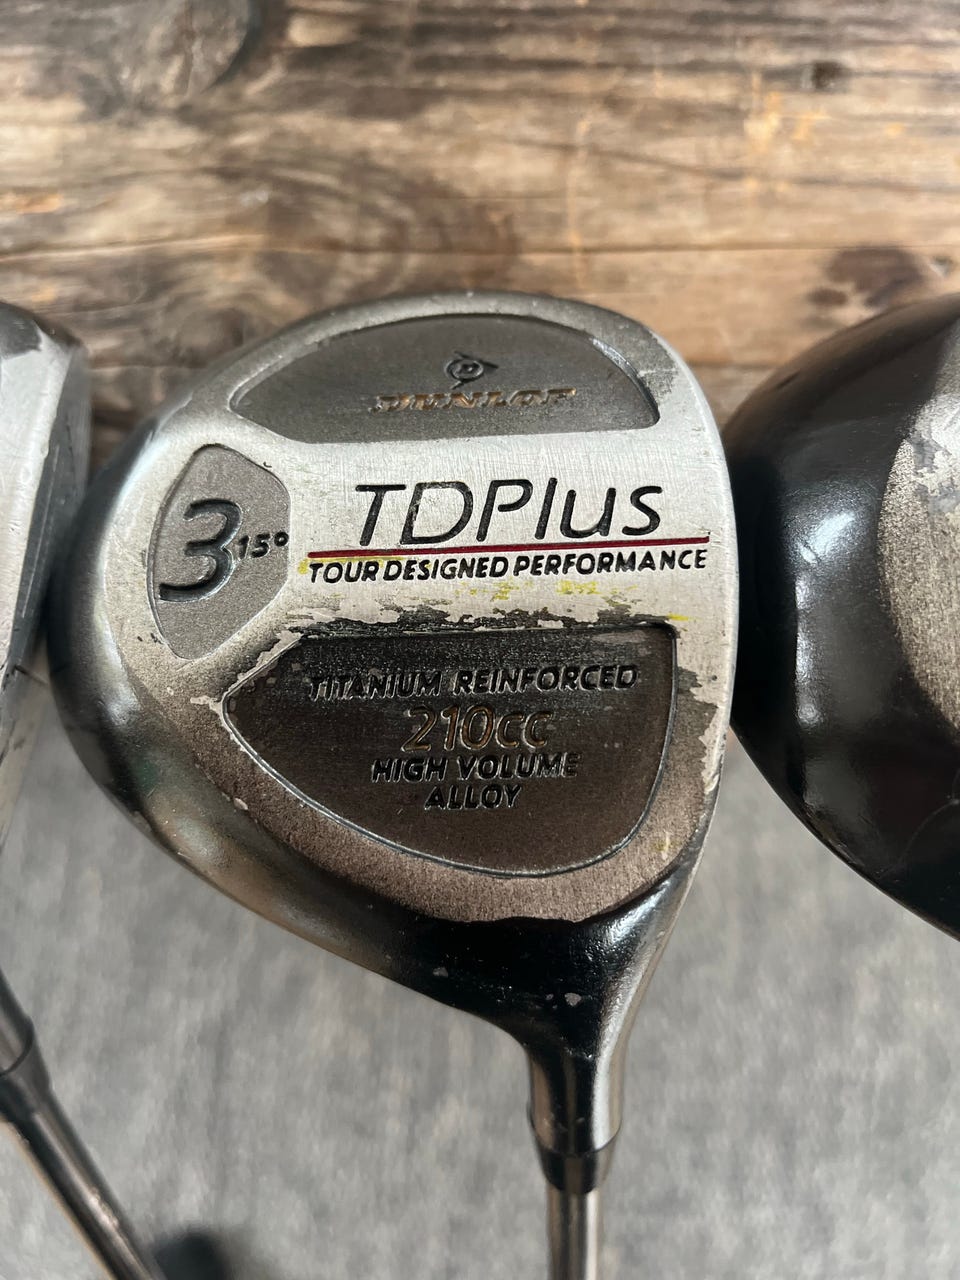 DUNLOP
3 15°
TDPlus
TOUR DESIGNED PERFORMANCE
TITANIUM REINFORCED
210cc
HIGH VOLUME
ALLOY